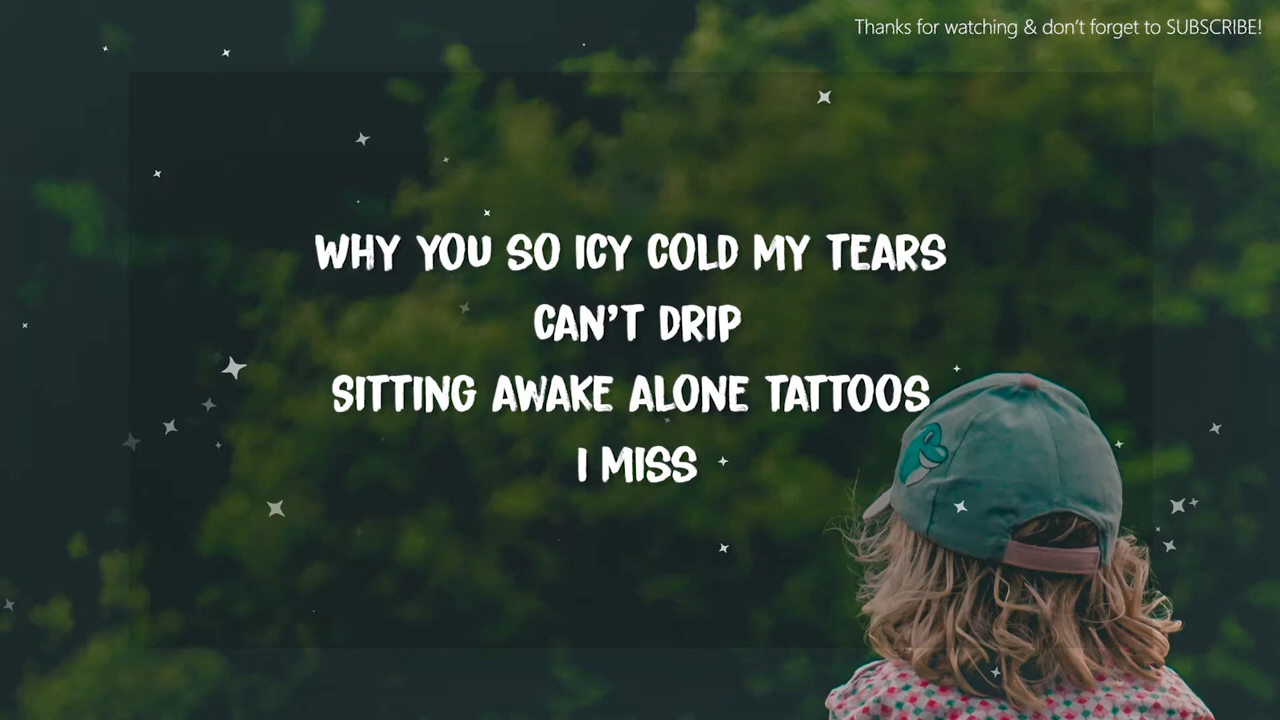 Thanks for watching & don't forget to SUBSCRIBE!
WHY YOU SO ICY COLD MY TEARS
CAN'T DRIP
SITTING AWAKE ALONE TATTOOS
I MISS